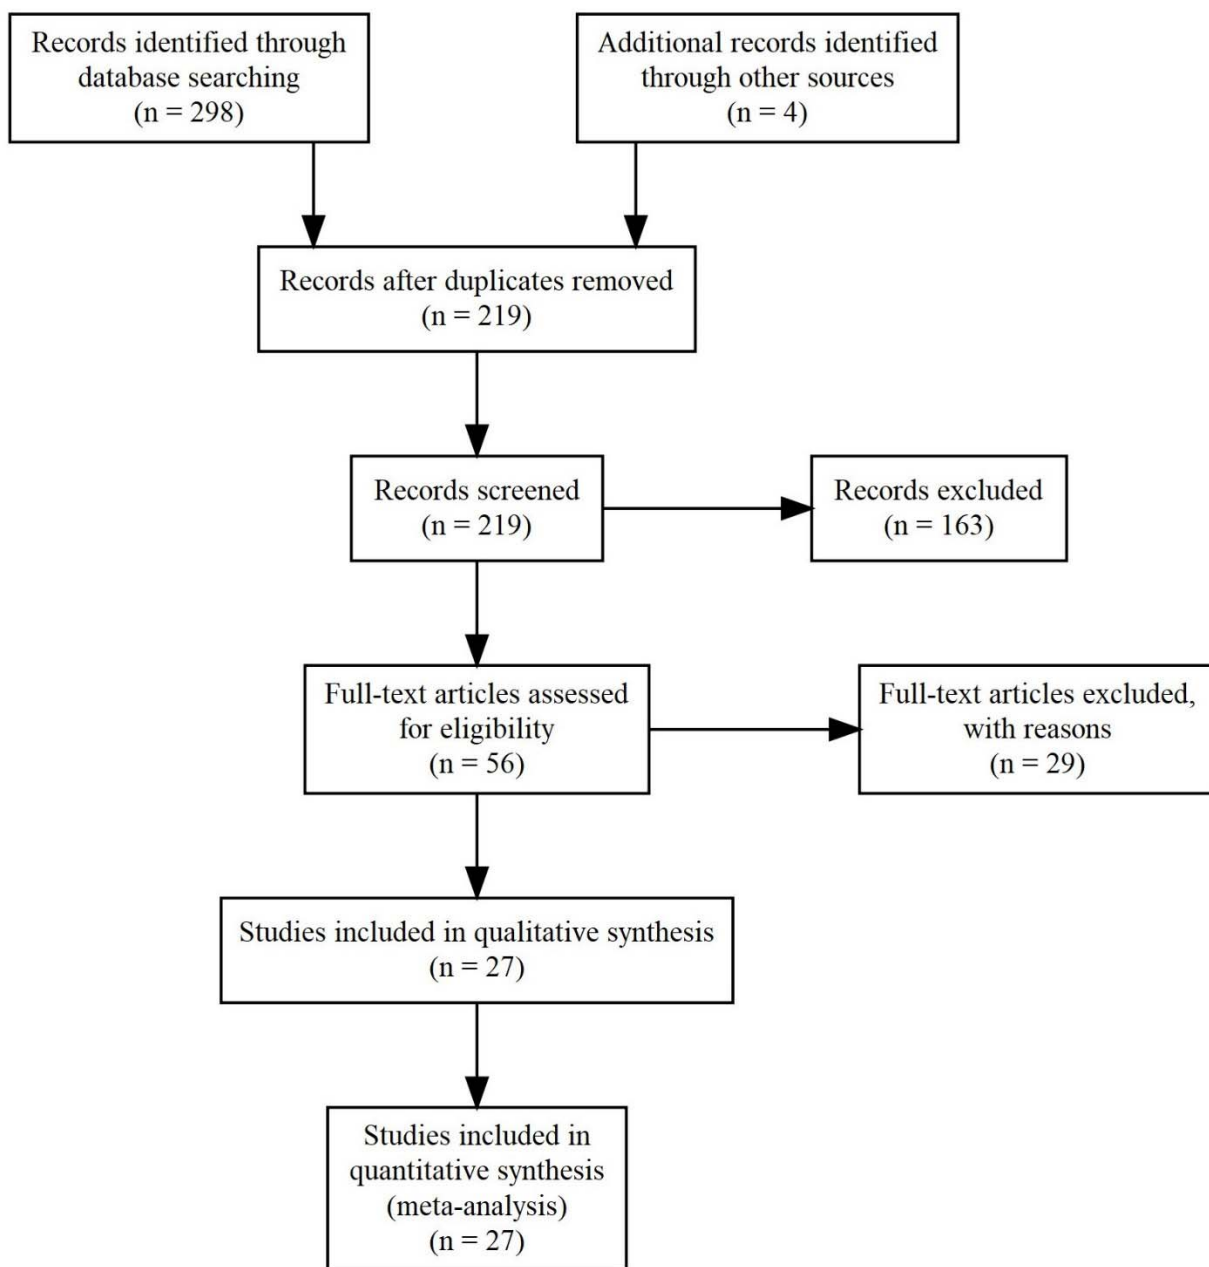 Records identified through
database searching
(n = 298)
Additional records identified
through other sources
(n = 4)
Records after duplicates removed
(n = 219)
Records screened
(n = 219)
Records excluded
(n = 163)
Full-text articles assessed
for eligibility
(n = 56)
Full-text articles excluded,
with reasons
(n = 29)
Studies included in qualitative synthesis
(n = 27)
Studies included in
quantitative synthesis
(meta-analysis)
(n = 27)